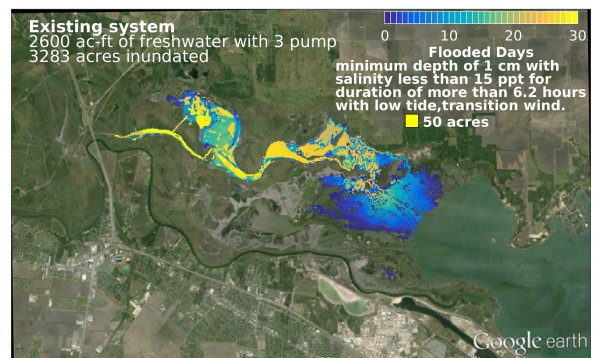 Existing system
2600 ac-ft of freshwater with 3 pump
3283 acres inundated
0 10 20 30
Flooded Days
minimum depth of 1 cm with
salinity less than 15 ppt for
duration of more than 6.2 hours
with low tide,transition wind.
50 acres
Google earth